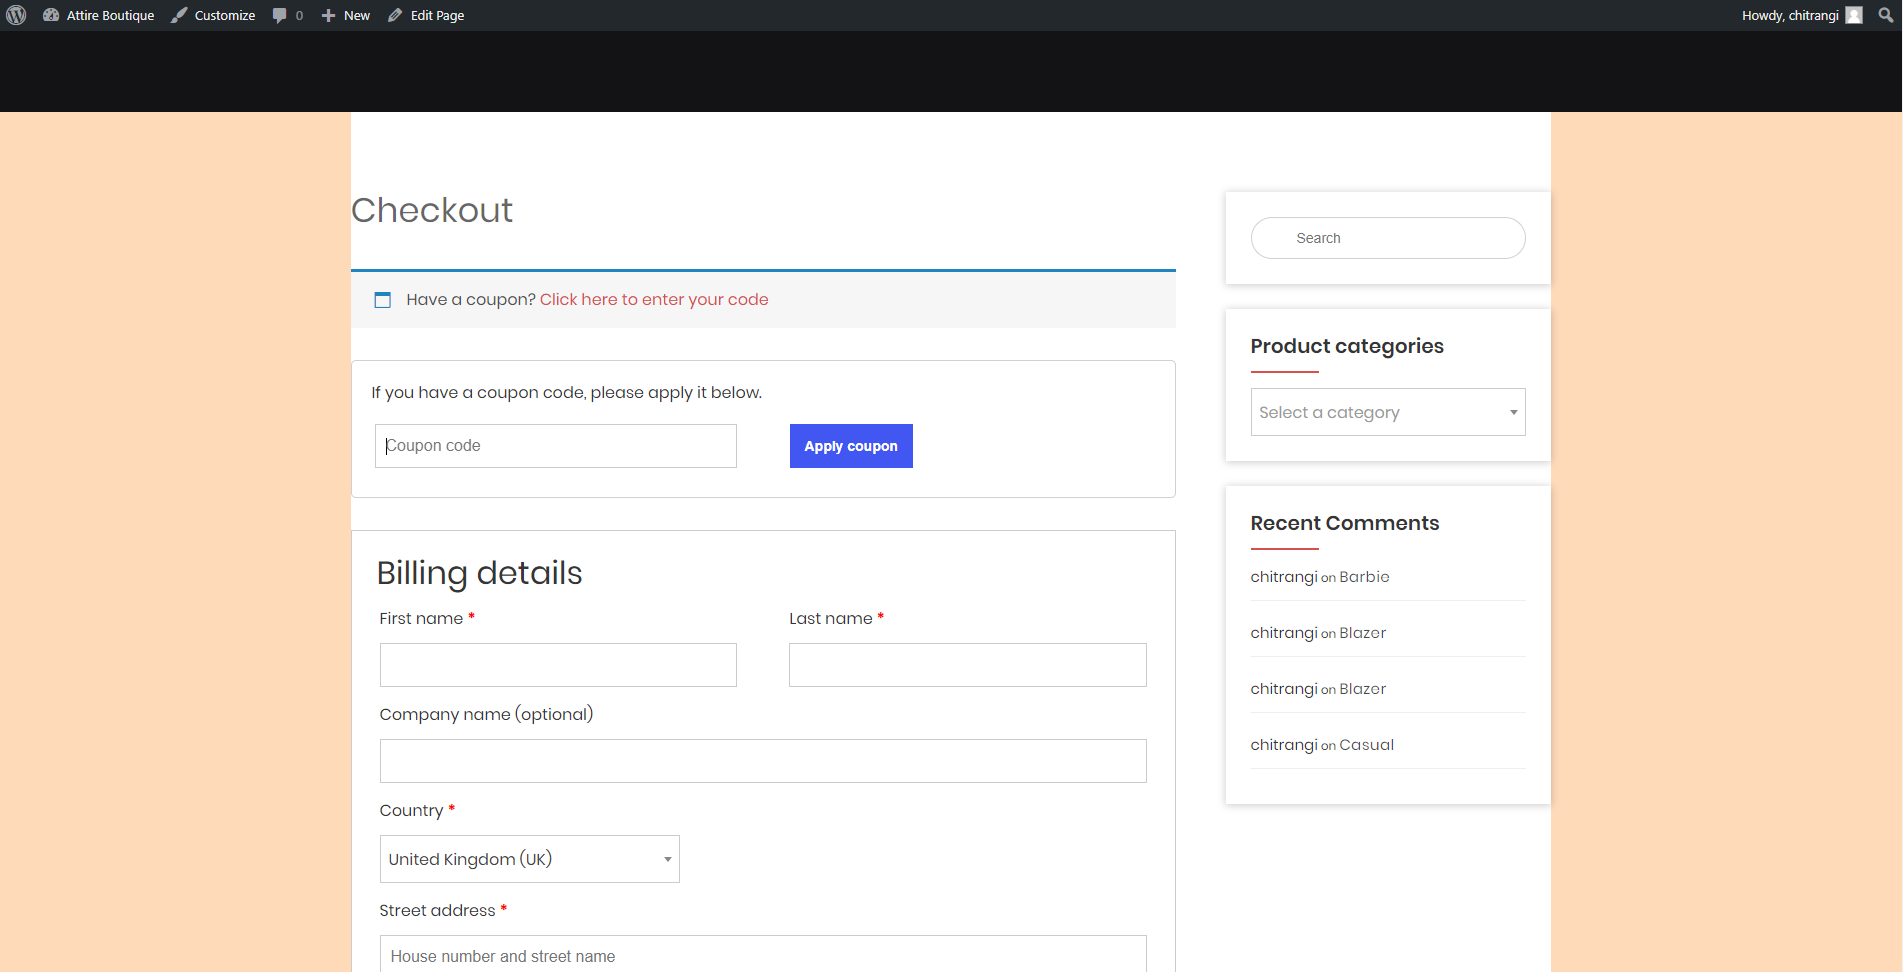 Attire Boutique Customize 0 New Edit Page Howdy, chitrangi
Checkout
Have a coupon? Click here to enter your code
If you have a coupon code, please apply it below.
Coupon code Apply coupon
Billing details
First name * Last name *
Company name (optional)
Country *
United Kingdom (UK)
Street address *
House number and street name
Search
Product categories
Select a category
Recent Comments
chitrangi on Barbie
chitrangi on Blazer
chitrangi on Blazer
chitrangi on Casual